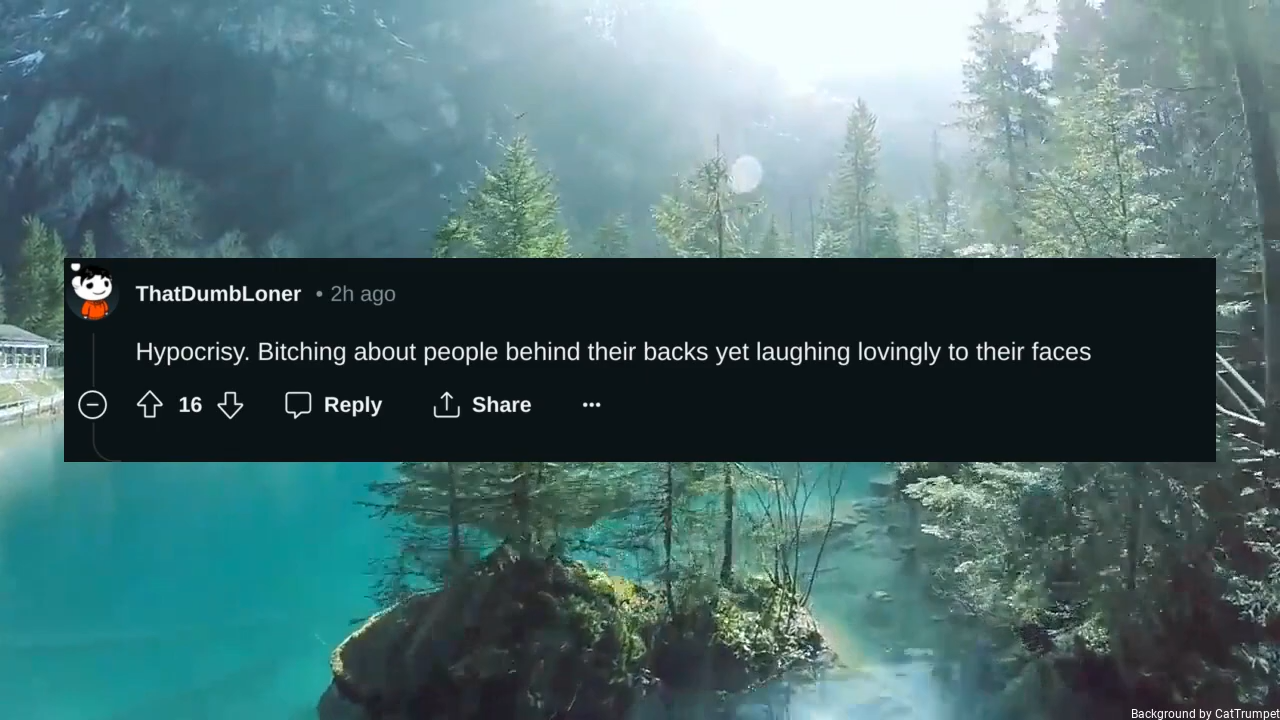 ThatDumbLoner • 2h ago
Hypocrisy. Bitching about people behind their backs yet laughing lovingly to their faces
16 Reply Share ...
Background by CatTrumpet